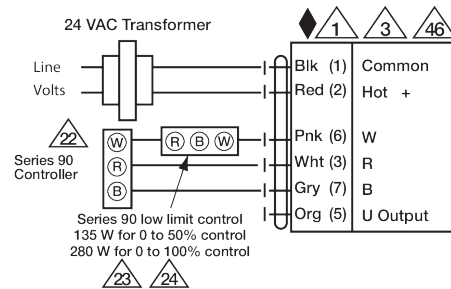 24 VAC Transformer
1 3 46
Line
Volts
Blk (1) Common
Red (2) Hot +
22
Series 90
Controller
W
R
B
R B W
Pnk (6) W
Wht (3) R
Gry (7) B
Org (5) U Output
Series 90 low limit control
135 W for 0 to 50% control
280 W for 0 to 100% control
23 24